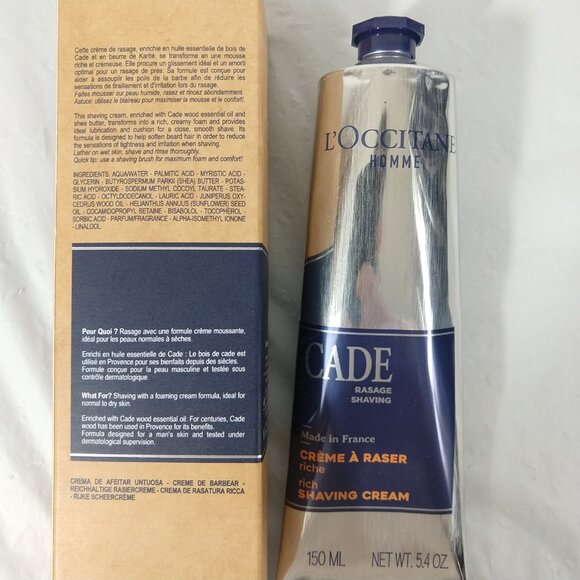 Cette crème de rasage, enrichie en huile essentielle de bois de
Cade et en beurre de Karité, se transforme en une mousse
riche et crémeuse. Elle procure un glissement idéal et un amorti
optimal pour un rasage de près. Sa formule est conçue pour
aider à assouplir les poils de la barbe afin de réduire les
sensations de tiraillement et d'irritation lors du rasage.
Faites mousser sur peau humide, rasez et rincez abondamment.
Astuce: utilisez le blaireau pour maximiser la mousse et le confort!
This shaving cream, enriched with Cade wood essential oil and
shea butter, transforms into a rich, creamy foam and provides
ideal lubrication and cushion for a close, smooth shave. Its
formula is designed to help soften beard hair in order to reduce
the sensations of tightness and irritation when shaving.
Lather on wet skin, shave and rinse thoroughly.
Quick tip: use a shaving brush for maximum foam and comfort!
INGREDIENTS: AQUA/WATER - PALMITIC ACID - MYRISTIC ACID -
GLYCERIN - BUTYROSPERMUM PARKII (SHEA) BUTTER - POTAS-
SIUM HYDROXIDE - SODIUM METHYL COCOYL TAURATE - STEA-
RIC ACID - OCTYLDODECANOL - LAURIC ACID - JUNIPERUS OXY-
CEDRUS WOOD OIL - HELIANTHUS ANNUUS (SUNFLOWER) SEED
OIL - COCAMIDOPROPYL BETAINE - BISABOLOL - TOCOPHEROL -
SORBIC ACID - PARFUM/FRAGRANCE - ALPHA-ISOMETHYL IONONE
- LINALOOL.
Pour Quoi ? Rasage avec une formule crème moussante,
idéal pour les peaux normales à sèches.
Enrichi en huile essentielle de Cade : Le bois de cade est
utilisé en Provence pour ses bienfaits depuis des siècles.
Formule conçue pour la peau masculine et testée sous
contrôle dermatologique.
What For? Shaving with a foaming cream formula, ideal for
normal to dry skin.
Enriched with Cade wood essential oil: For centuries, Cade
wood has been used in Provence for its benefits.
Formula designed for a man's skin and tested under
dermatological supervision.
CREMA DE AFEITAR UNTUOSA - CREME DE BARBEAR -
REICHHALTIGE RASIERCREME - CREMA DE RASATURA RICCA
- RIJKE SCHEERCRÈME
L'OCCITANE
HOMME
CADE
RASAGE
SHAVING
Made in France
CRÈME À RASER
riche
rich
SHAVING CREAM
150 ML NET WT. 5.4 OZ.